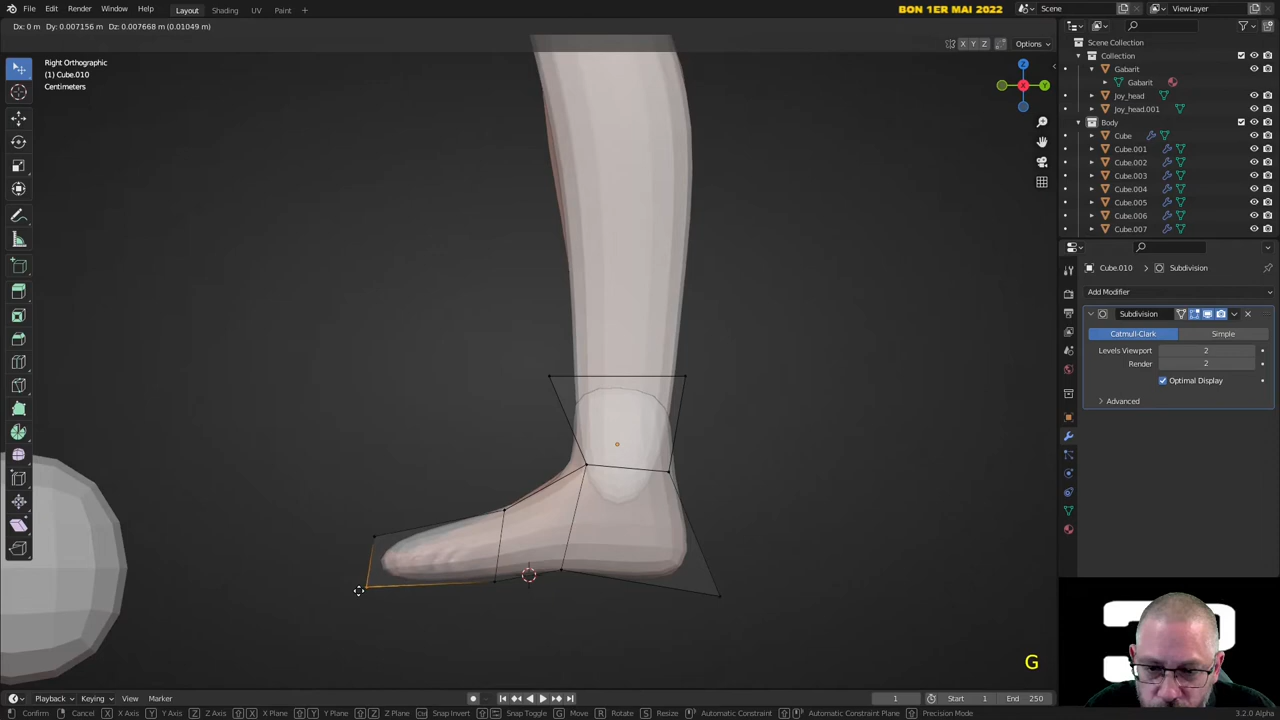 File Edit Render Window Help Layout Shading UV Paint BON 1ER MAI 2022 Scene ViewLayer
Dx: 0 m Dy: 0.007156 m Dz: 0.007668 m (0.01049 m)
X Y Z Options
Right Orthographic
(1) Cube.010
Centimeters
Z
Y
X
Scene Collection
Collection
Gabarit
Gabarit
Joy_head
Joy_head.001
Body
Cube
Cube.001
Cube.002
Cube.003
Cube.004
Cube.005
Cube.006
Cube.007
Cube.010 > Subdivision
Add Modifier
Subdivision
Catmull-Clark Simple
Levels Viewport 2
Render 2
Optimal Display
Advanced
G
Playback Keying View Marker 1 Start 1 End 250
Confirm Cancel X X Axis Y Y Axis Z Z Axis X X Plane Y Y Plane Z Z Plane Snap Invert Snap Toggle G Move R Rotate S Resize Automatic Constraint Automatic Constraint Plane Precision Mode 3.2.0 Alpha